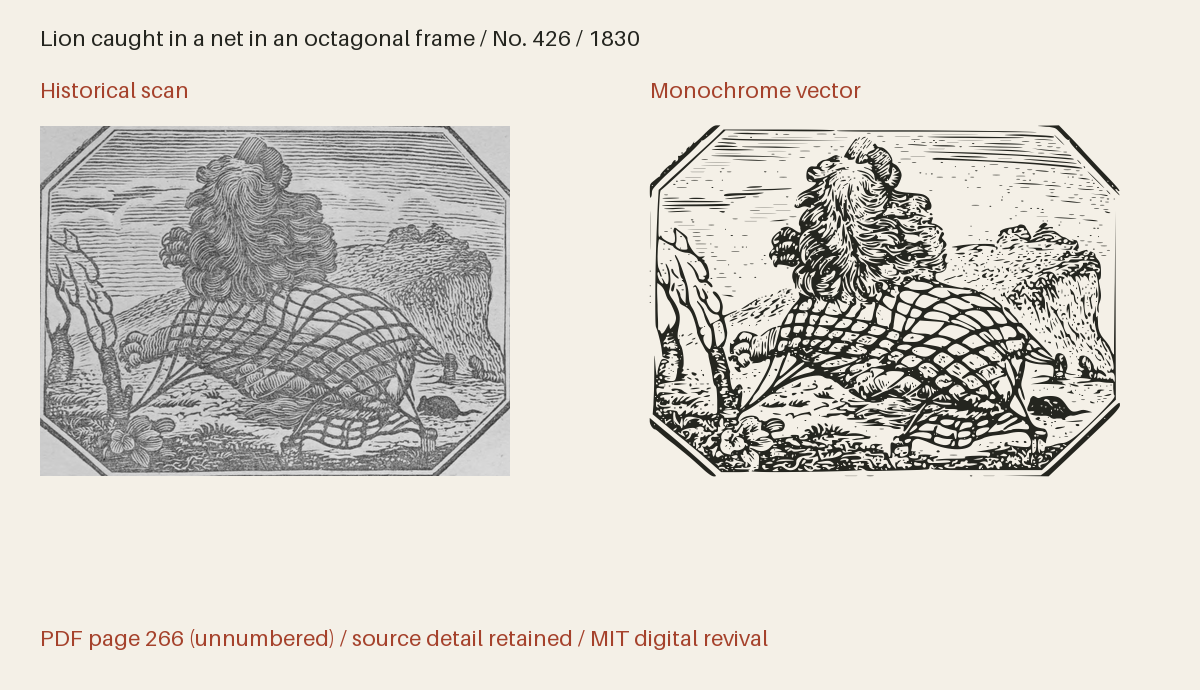 Lion caught in a net in an octagonal frame / No. 426 / 1830
Historical scan
Monochrome vector
PDF page 266 (unnumbered) / source detail retained / MIT digital revival